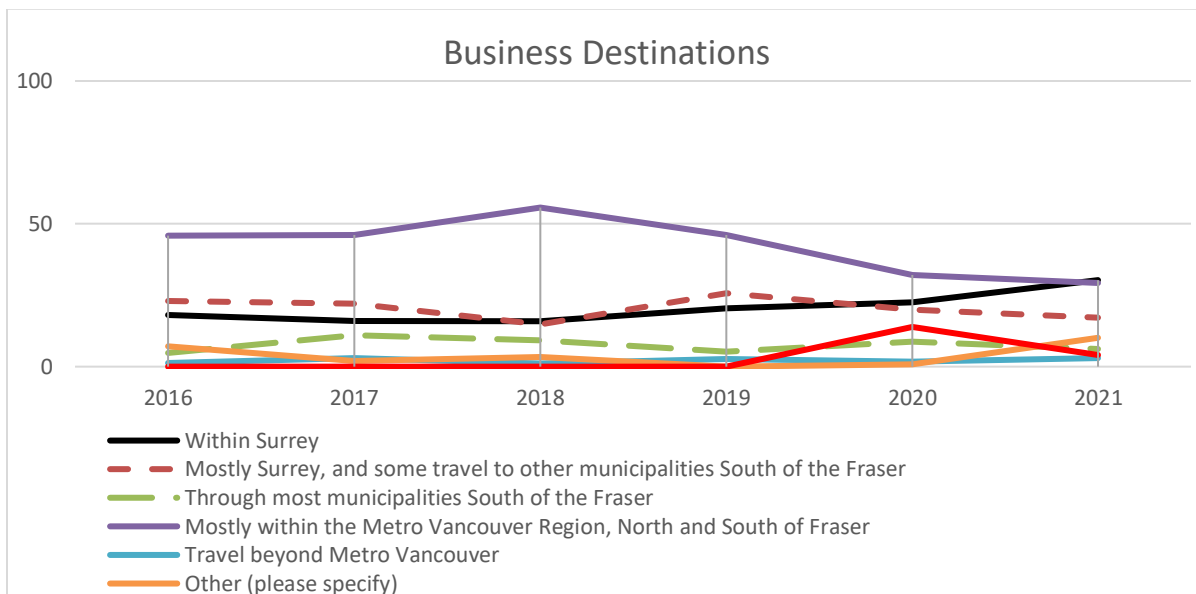 Business Destinations
100
50
0
2016 2017 2018 2019 2020 2021
Within Surrey
Mostly Surrey, and some travel to other municipalities South of the Fraser
Through most municipalities South of the Fraser
Mostly within the Metro Vancouver Region, North and South of Fraser
Travel beyond Metro Vancouver
Other (please specify)